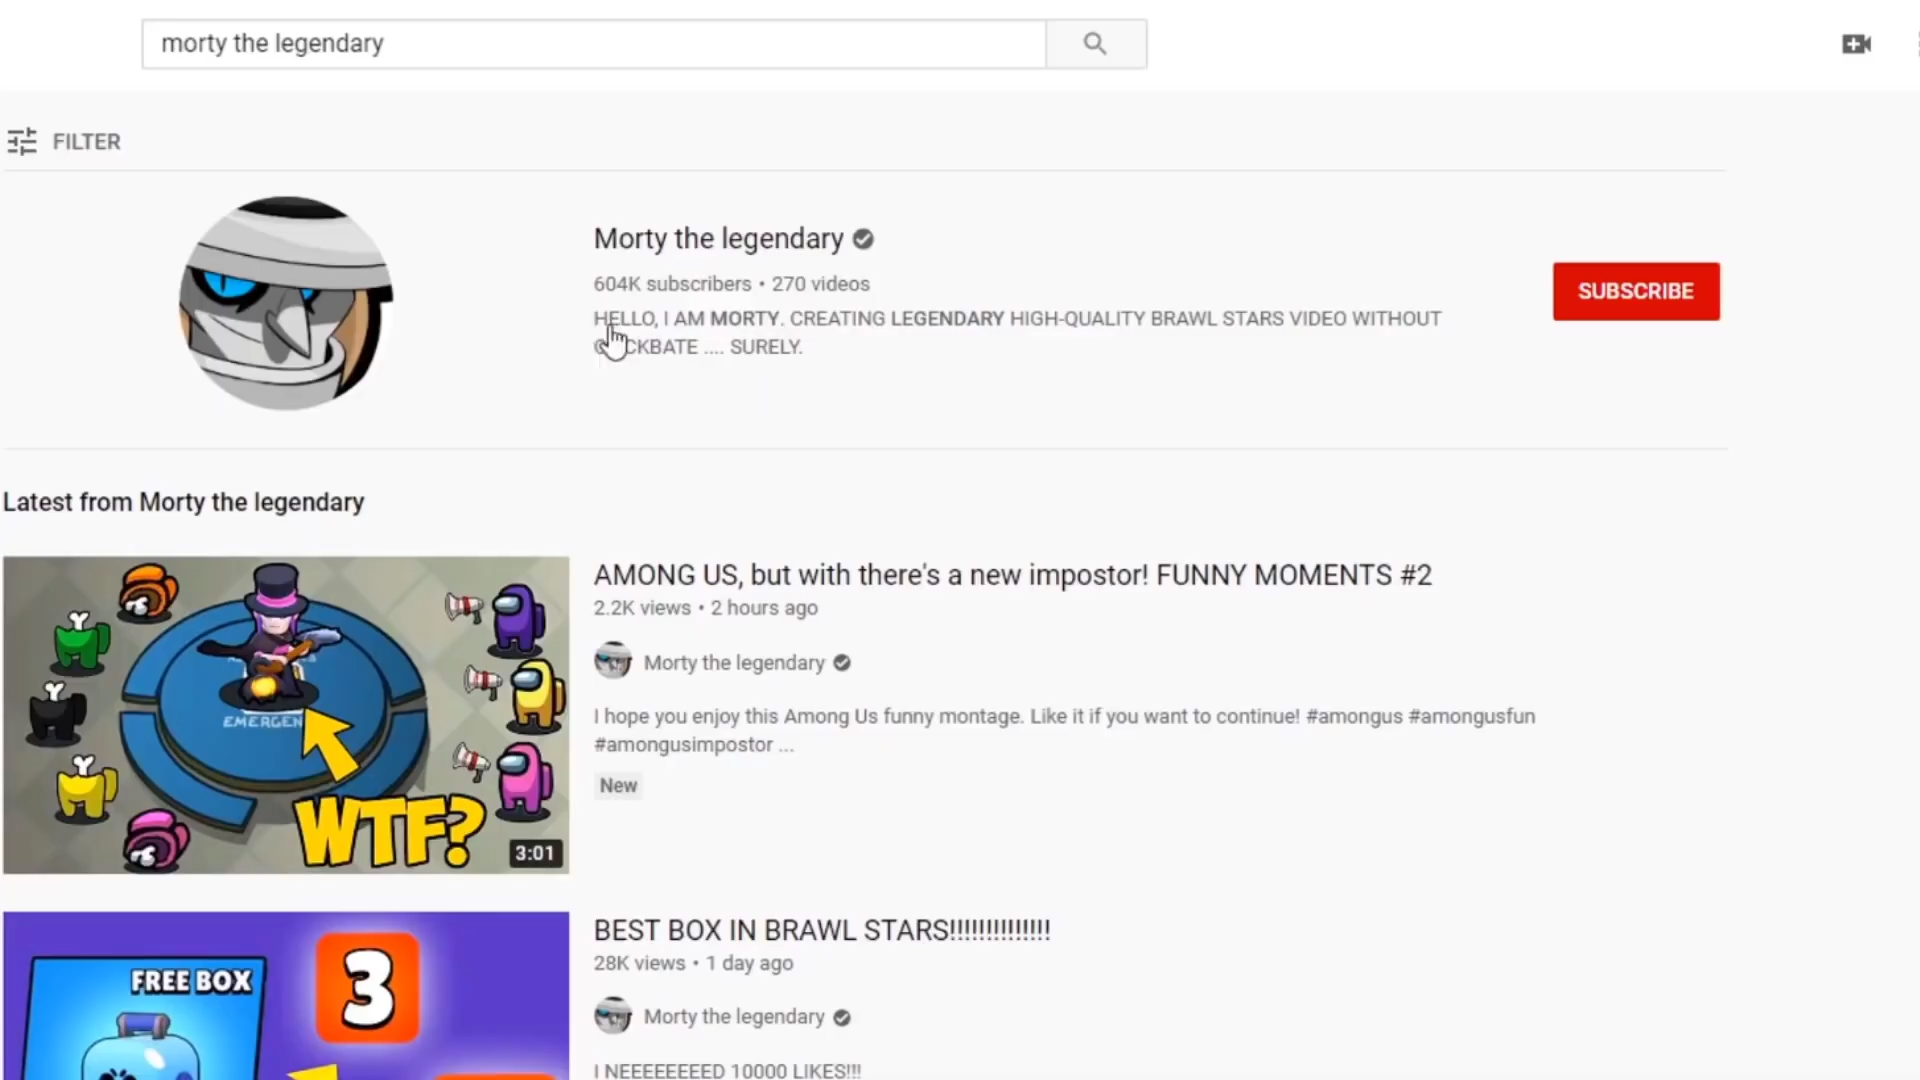 morty the legendary
FILTER
Morty the legendary
604K subscribers • 270 videos
HELLO, I AM MORTY. CREATING LEGENDARY HIGH-QUALITY BRAWL STARS VIDEO WITHOUT
CKBATE .... SURELY.
SUBSCRIBE
Latest from Morty the legendary
EMERGEN
WTF?
3:01
AMONG US, but with there's a new impostor! FUNNY MOMENTS #2
2.2K views • 2 hours ago
Morty the legendary
I hope you enjoy this Among Us funny montage. Like it if you want to continue! #amongus #amongusfun
#amongusimpostor ...
New
FREE BOX
3
BEST BOX IN BRAWL STARS!!!!!!!!!!!!!!
28K views • 1 day ago
Morty the legendary
I NEEEEEEEED 10000 LIKES!!!